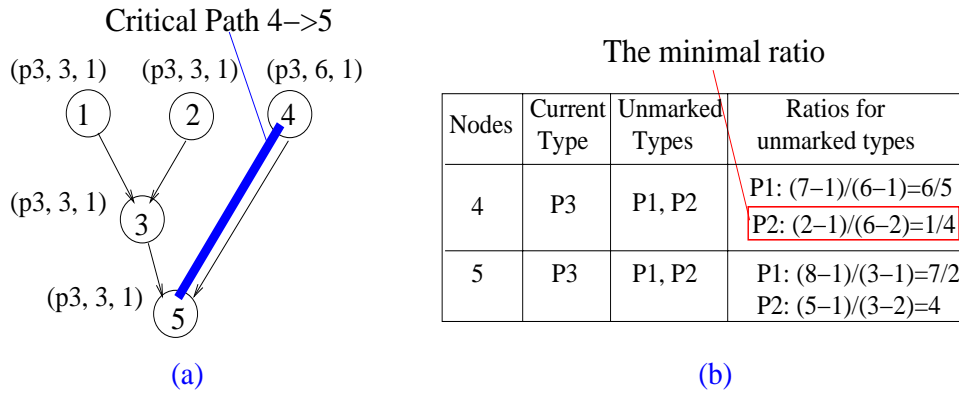 Critical Path 4−>5
(p3, 3, 1) (p3, 3, 1) (p3, 6, 1)
1 2 4
(p3, 3, 1)
3
(p3, 3, 1)
5
(a)
The minimal ratio
Nodes Current Type Unmarked Types Ratios for unmarked types
4 P3 P1, P2 P1: (7−1)/(6−1)=6/5
P2: (2−1)/(6−2)=1/4
5 P3 P1, P2 P1: (8−1)/(3−1)=7/2
P2: (5−1)/(3−2)=4
(b)